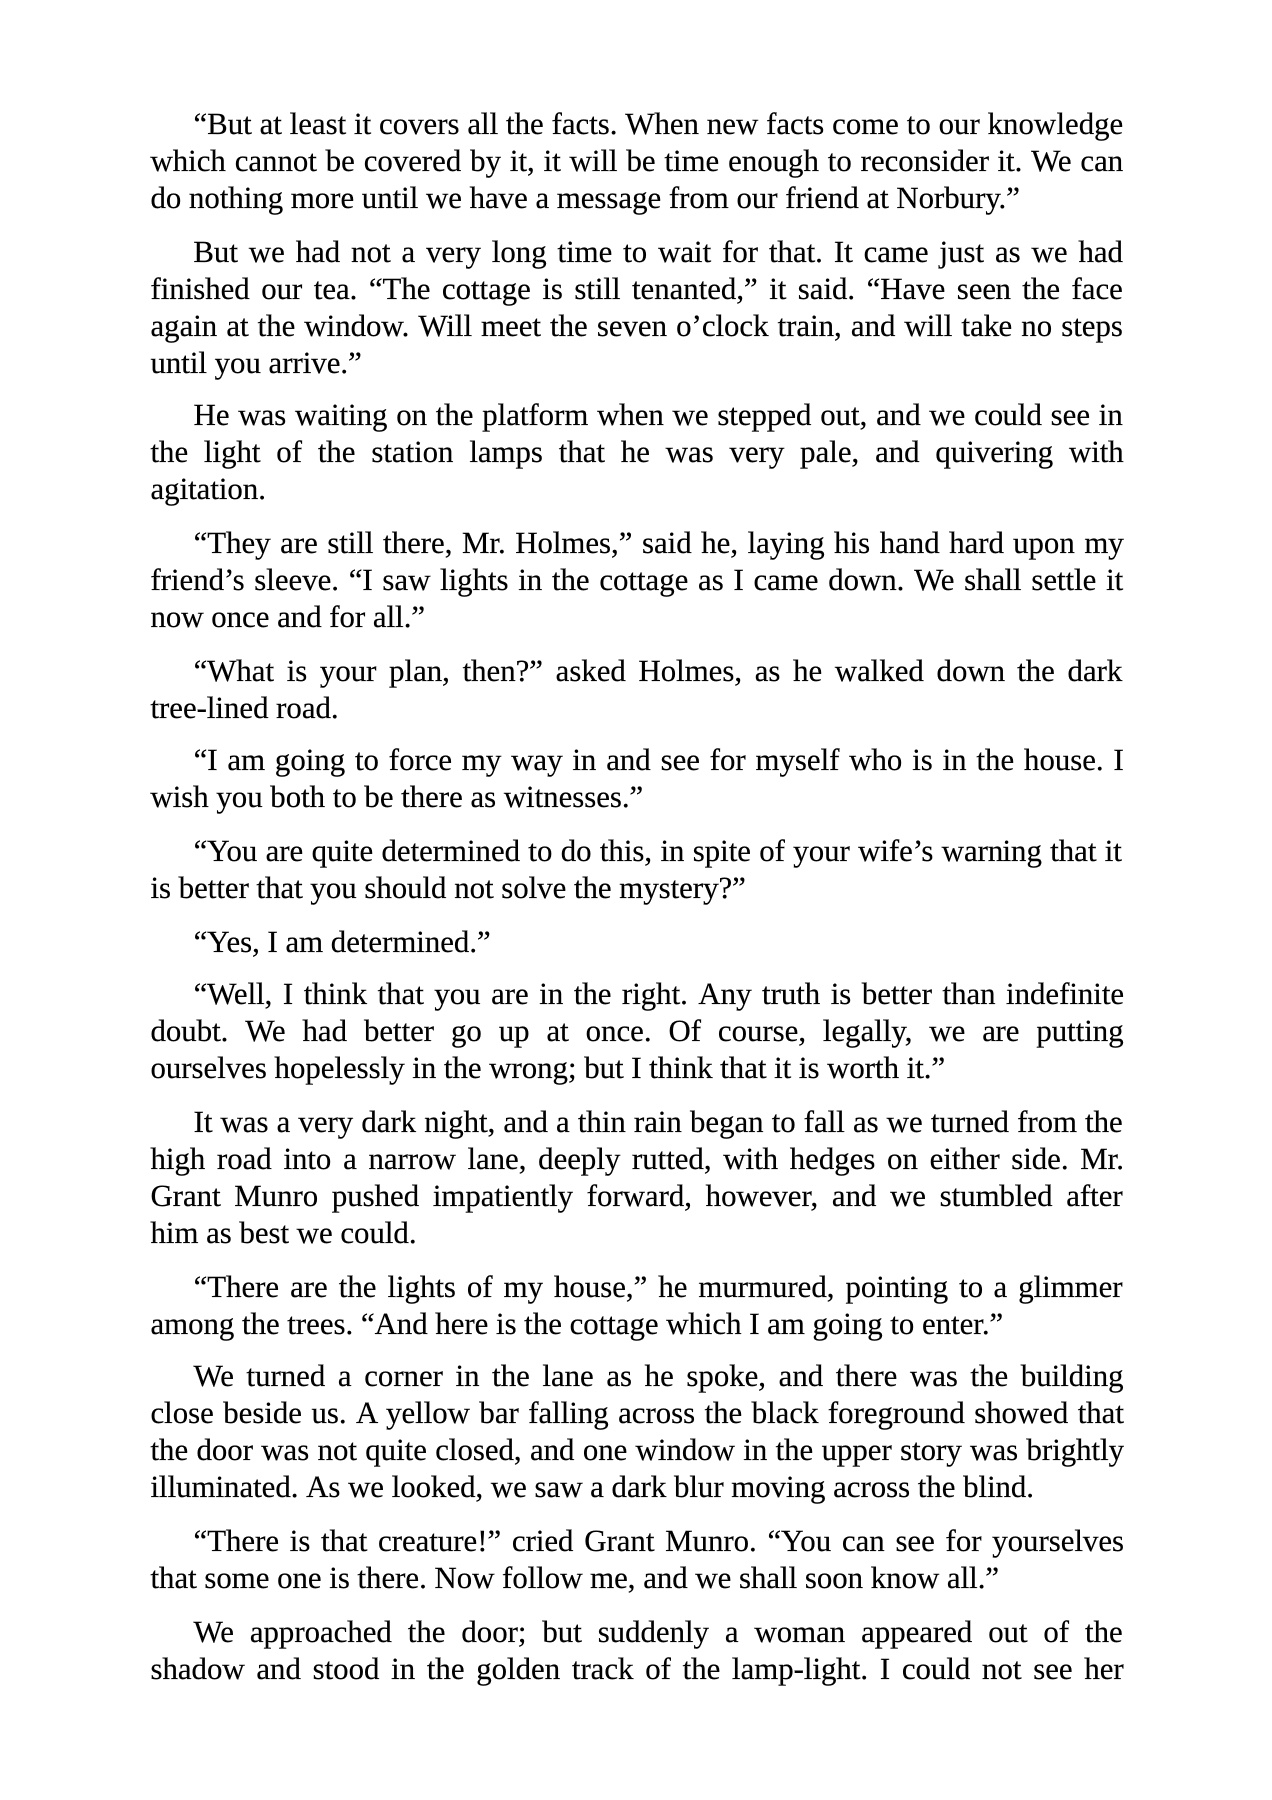 “But at least it covers all the facts. When new facts come to our knowledge
which cannot be covered by it, it will be time enough to reconsider it. We can
do nothing more until we have a message from our friend at Norbury.”
But we had not a very long time to wait for that. It came just as we had
finished our tea. “The cottage is still tenanted,” it said. “Have seen the face
again at the window. Will meet the seven o’clock train, and will take no steps
until you arrive.”
He was waiting on the platform when we stepped out, and we could see in
the light of the station lamps that he was very pale, and quivering with
agitation.
“They are still there, Mr. Holmes,” said he, laying his hand hard upon my
friend’s sleeve. “I saw lights in the cottage as I came down. We shall settle it
now once and for all.”
“What is your plan, then?” asked Holmes, as he walked down the dark
tree-lined road.
“I am going to force my way in and see for myself who is in the house. I
wish you both to be there as witnesses.”
“You are quite determined to do this, in spite of your wife’s warning that it
is better that you should not solve the mystery?”
“Yes, I am determined.”
“Well, I think that you are in the right. Any truth is better than indefinite
doubt. We had better go up at once. Of course, legally, we are putting
ourselves hopelessly in the wrong; but I think that it is worth it.”
It was a very dark night, and a thin rain began to fall as we turned from the
high road into a narrow lane, deeply rutted, with hedges on either side. Mr.
Grant Munro pushed impatiently forward, however, and we stumbled after
him as best we could.
“There are the lights of my house,” he murmured, pointing to a glimmer
among the trees. “And here is the cottage which I am going to enter.”
We turned a corner in the lane as he spoke, and there was the building
close beside us. A yellow bar falling across the black foreground showed that
the door was not quite closed, and one window in the upper story was brightly
illuminated. As we looked, we saw a dark blur moving across the blind.
“There is that creature!” cried Grant Munro. “You can see for yourselves
that some one is there. Now follow me, and we shall soon know all.”
We approached the door; but suddenly a woman appeared out of the
shadow and stood in the golden track of the lamp-light. I could not see her